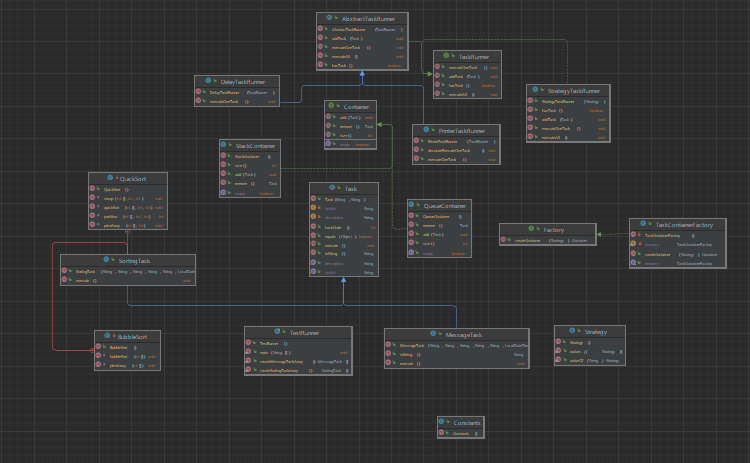 AbstractTaskRunner
AbstractTaskRunner (TaskRunner)
addTask (Task) void
executeOneTask () void
executeAll () void
hasTask () boolean
TaskRunner
executeOneTask () void
addTask (Task) void
hasTask () boolean
executeAll () void
DelayTaskRunner
DelayTaskRunner (TaskRunner)
executeOneTask () void
StrategyTaskRunner
StrategyTaskRunner (Strategy)
hasTask () boolean
addTask (Task) void
executeOneTask () void
executeAll () void
Container
add (Task) void
remove () Task
size () int
empty boolean
PrinterTaskRunner
PrinterTaskRunner (TaskRunner)
decorateExecuteOneTask () void
executeOneTask () void
StackContainer
StackContainer ()
size () int
add (Task) void
remove () Task
empty boolean
QuickSort
QuickSort ()
swap (int [], int, int) void
quickSort (int [], int, int) void
partition (int [], int, int) int
printArray (int []) void
Task
Task (String, String)
taskId String
description String
hashCode () int
equals (Object) boolean
execute () void
toString () String
description String
taskId String
QueueContainer
QueueContainer ()
remove () Task
add (Task) void
size () int
empty boolean
Factory
createContainer (Strategy) Container
TaskContainerFactory
TaskContainerFactory ()
instance TaskContainerFactory
createContainer (Strategy) Container
instance TaskContainerFactory
SortingTask
SortingTask (String, String, String, String, String, LocalDate
execute () void
BubbleSort
BubbleSort ()
bubbleSort (int []) void
printArray (int []) void
TestRunner
TestRunner ()
main (String []) void
createMessageTaskArray () MessageTask []
createSortingTaskArray () SortingTask []
MessageTask
MessageTask (String, String, String, String, String, LocalDateTime
toString () String
execute () void
Strategy
Strategy ()
values () Strategy []
valueOf (String) Strategy
Constants
Constants ()